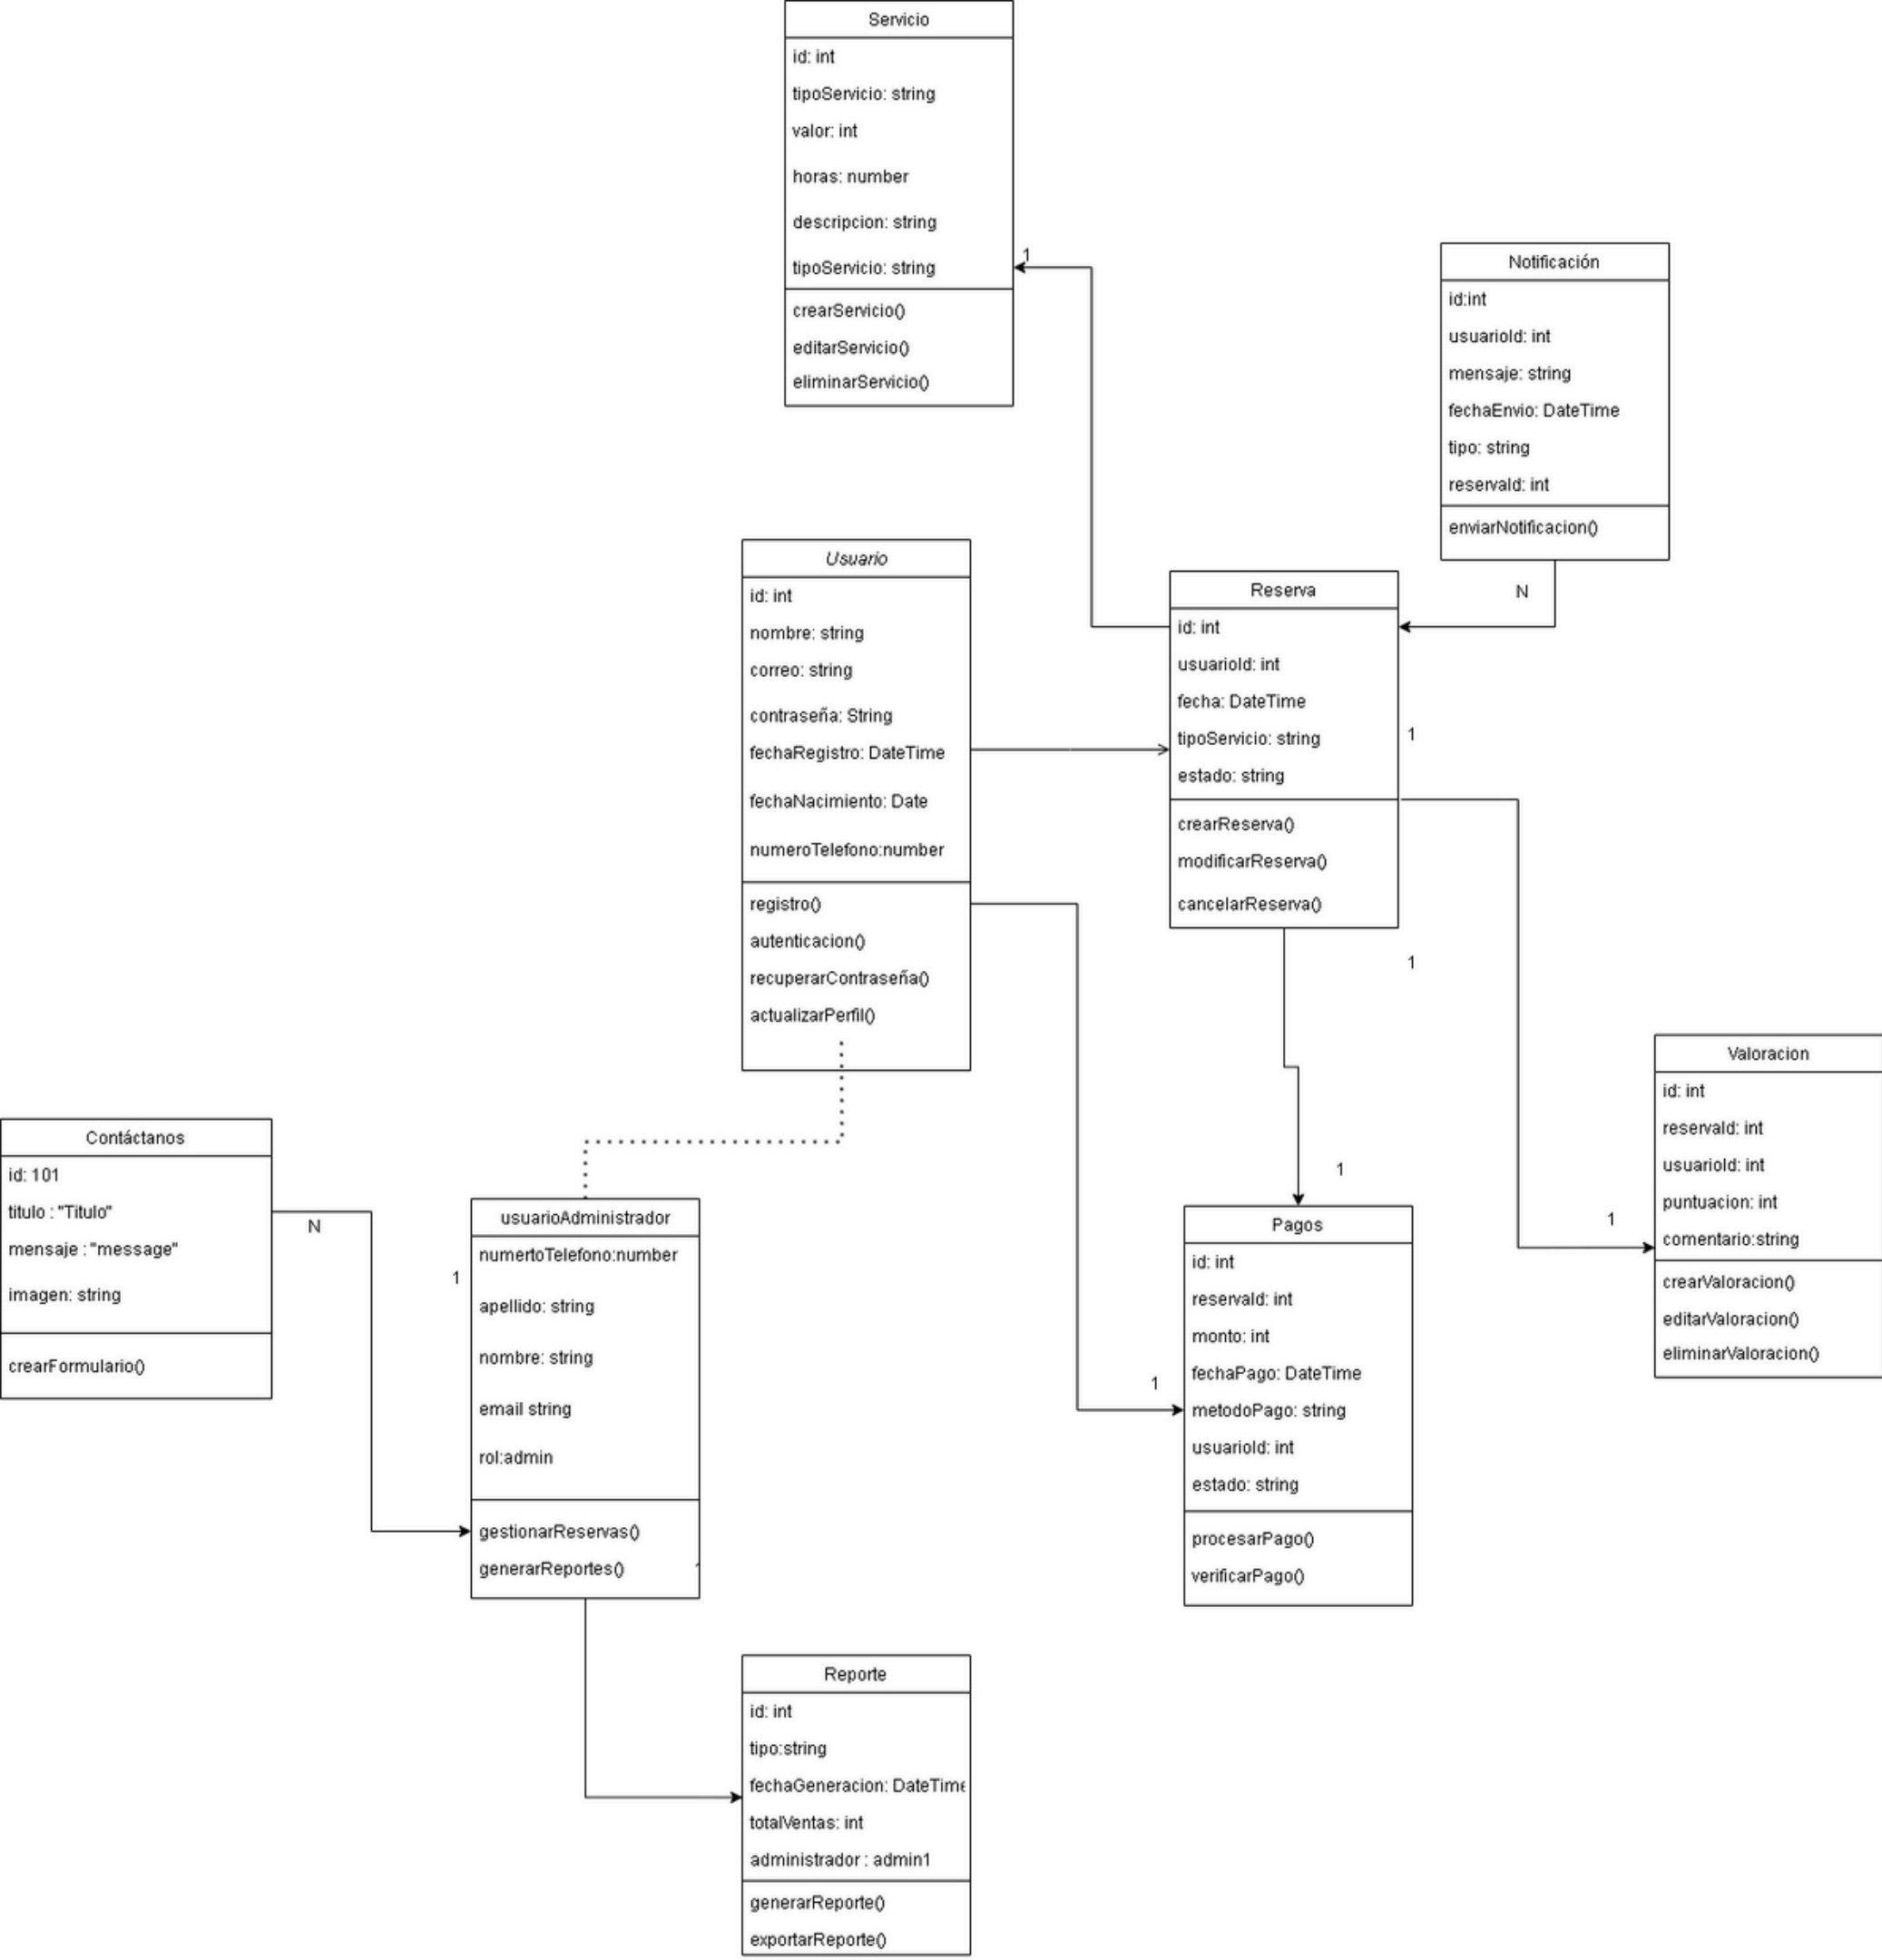 Servicio
id: int
tipoServicio: string
valor: int
horas: number
descripcion: string
tipoServicio: string
crearServicio()
editarServicio()
eliminarServicio()
1
Notificación
id:int
usuarioId: int
mensaje: string
fechaEnvio: DateTime
tipo: string
reservaId: int
enviarNotificacion()
N
Usuario
id: int
nombre: string
correo: string
contraseña: String
fechaRegistro: DateTime
fechaNacimiento: Date
numeroTelefono:number
registro()
autenticacion()
recuperarContraseña()
actualizarPerfil()
Reserva
id: int
usuarioId: int
fecha: DateTime
tipoServicio: string
estado: string
crearReserva()
modificarReserva()
cancelarReserva()
1
1
1
1
1
Valoracion
id: int
reservaId: int
usuarioId: int
puntuacion: int
comentario:string
crearValoracion()
editarValoracion()
eliminarValoracion()
Contáctanos
id: 101
titulo : "Titulo"
mensaje : "message"
imagen: string
crearFormulario()
N
1
usuarioAdministrador
numertoTelefono:number
apellido: string
nombre: string
email string
rol:admin
gestionarReservas()
generarReportes()
Pagos
id: int
reservaId: int
monto: int
fechaPago: DateTime
metodoPago: string
usuarioId: int
estado: string
procesarPago()
verificarPago()
Reporte
id: int
tipo:string
fechaGeneracion: DateTime
totalVentas: int
administrador : admin1
generarReporte()
exportarReporte()